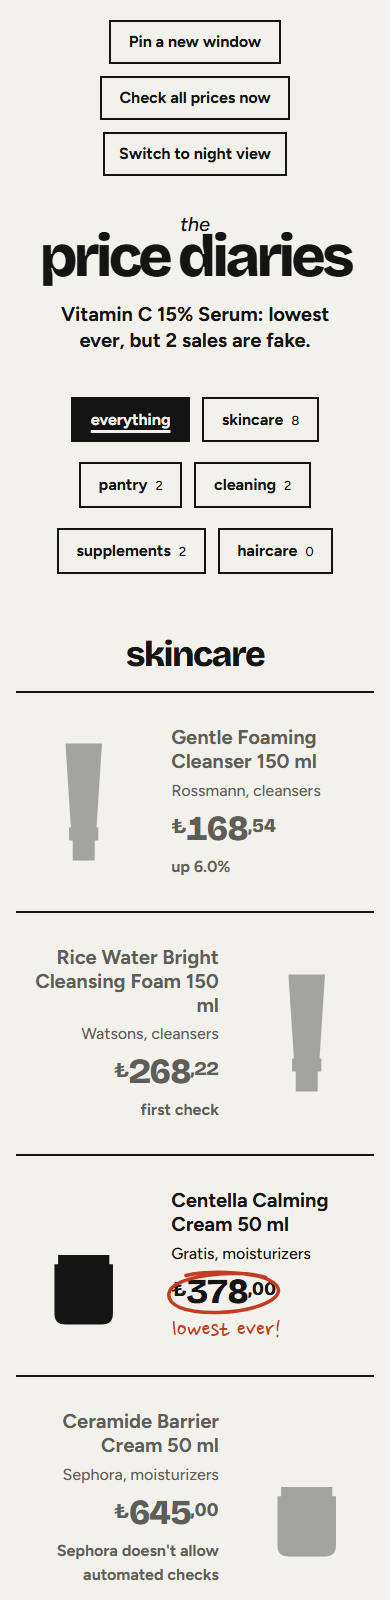 Pin a new window
Check all prices now
Switch to night view
the
price diaries
Vitamin C 15% Serum: lowest
ever, but 2 sales are fake.
everything
skincare 8
pantry 2
cleaning 2
supplements 2
haircare 0
skincare
Gentle Foaming
Cleanser 150 ml
Rossmann, cleansers
₺168,54
up 6.0%
Rice Water Bright
Cleansing Foam 150
ml
Watsons, cleansers
₺268,22
first check
Centella Calming
Cream 50 ml
Gratis, moisturizers
₺378,00
lowest ever!
Ceramide Barrier
Cream 50 ml
Sephora, moisturizers
₺645,00
Sephora doesn't allow
automated checks